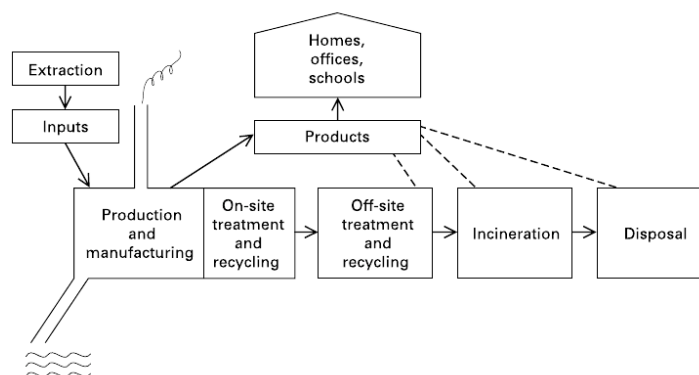 Homes,
offices,
schools
Extraction
Inputs
Products
Production
and
manufacturing
On-site
treatment
and
recycling
Off-site
treatment
and
recycling
Incineration
Disposal